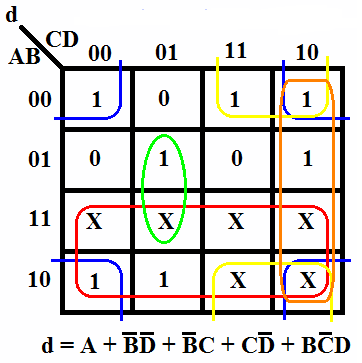 d
CD
AB 00 01 11 10
00 1 0 1 1
01 0 1 0 1
11 X X X X
10 1 1 X X
d = A + B̅D̅ + B̅C + CD̅ + BC̅D